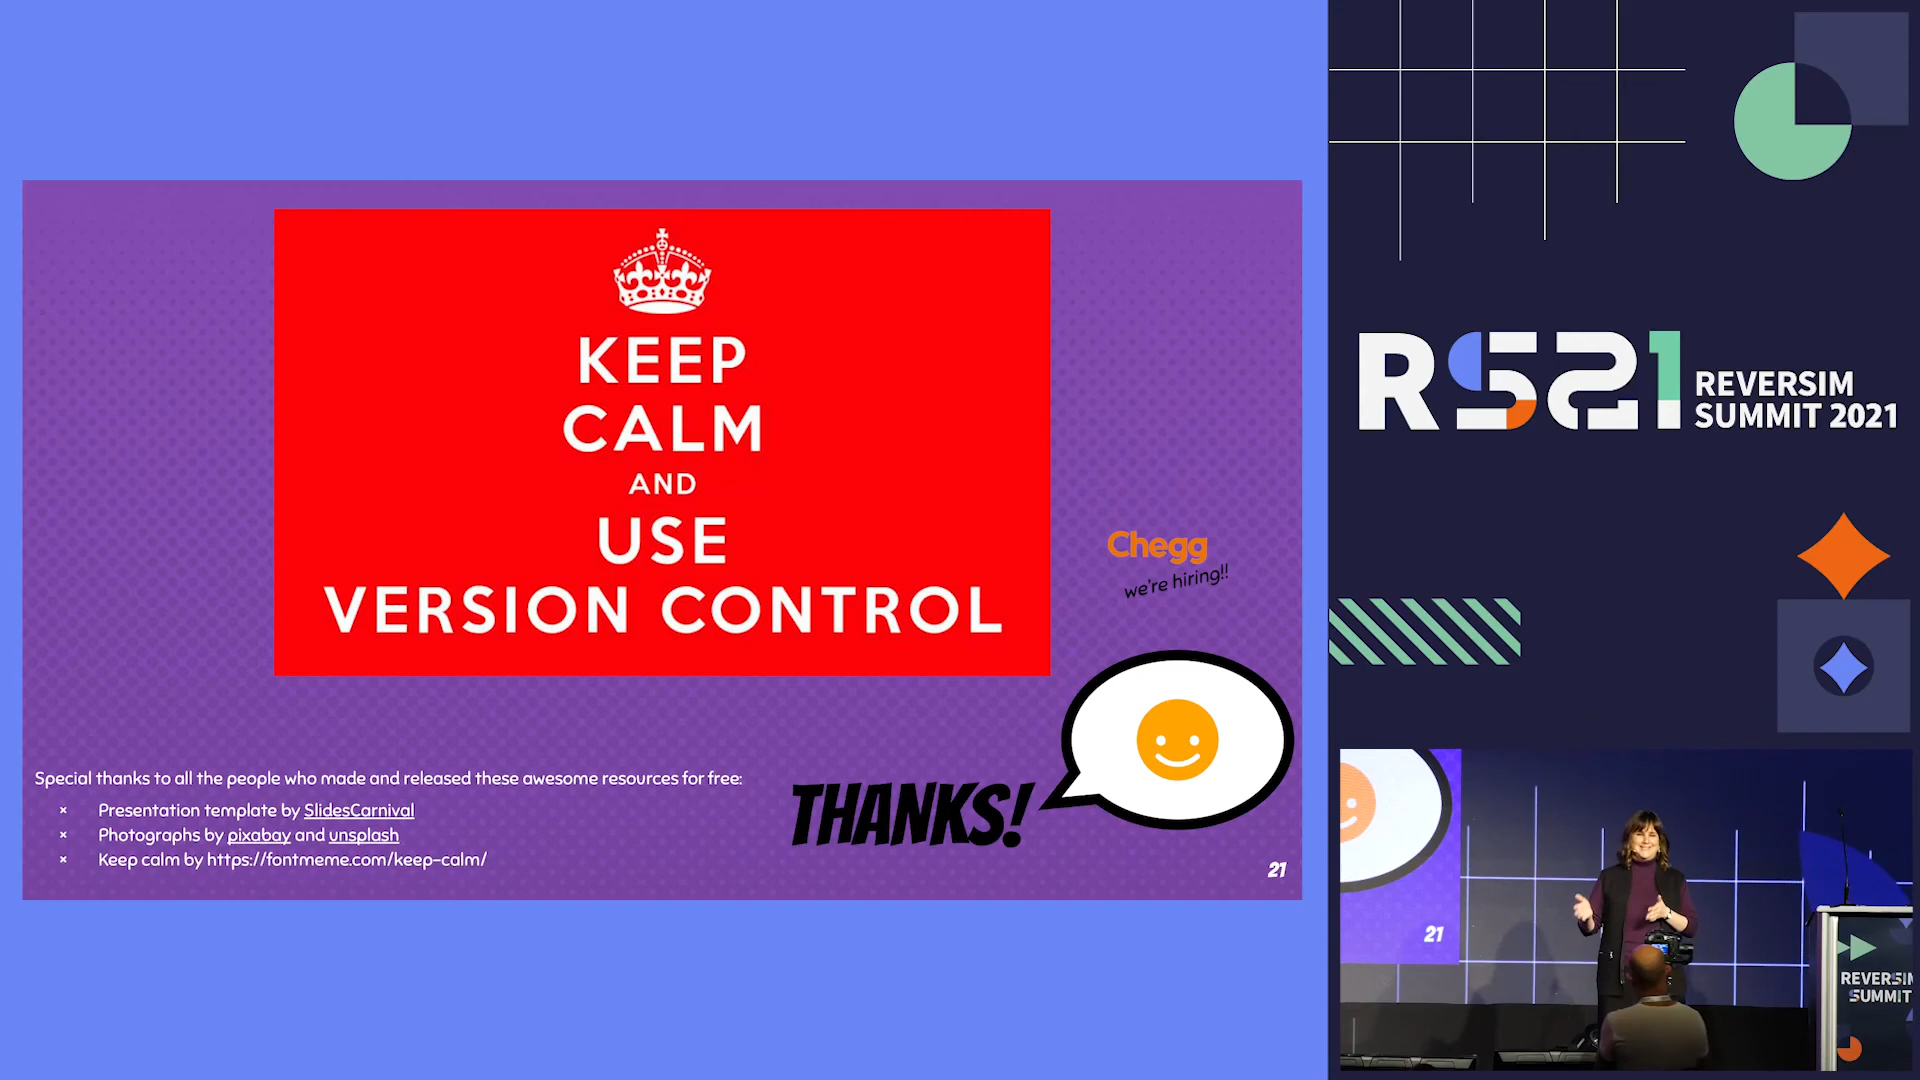 KEEP
CALM
AND
USE
VERSION CONTROL
Chegg
we're hiring!!
THANKS!
Special thanks to all the people who made and released these awesome resources for free:
× Presentation template by SlidesCarnival
× Photographs by pixabay and unsplash
× Keep calm by https://fontmeme.com/keep-calm/
21
RS21
REVERSIM
SUMMIT 2021
21
REVERSIM
SUMMIT